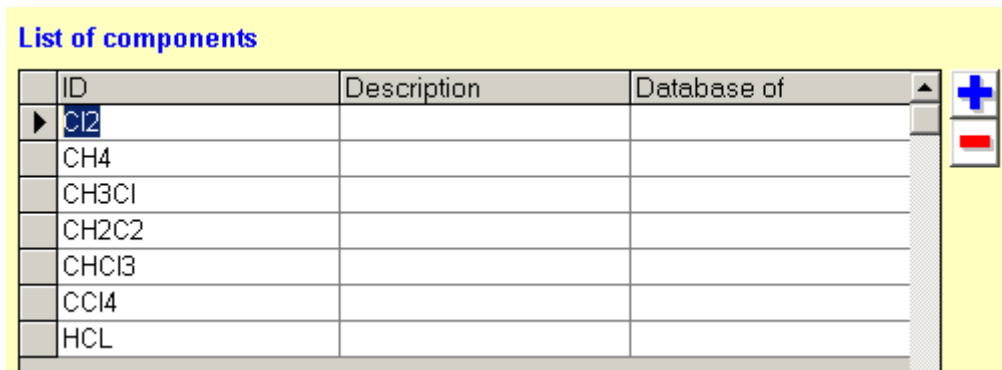 List of components
ID Description Database of
Cl2
CH4
CH3Cl
CH2C2
CHCl3
CCl4
HCL